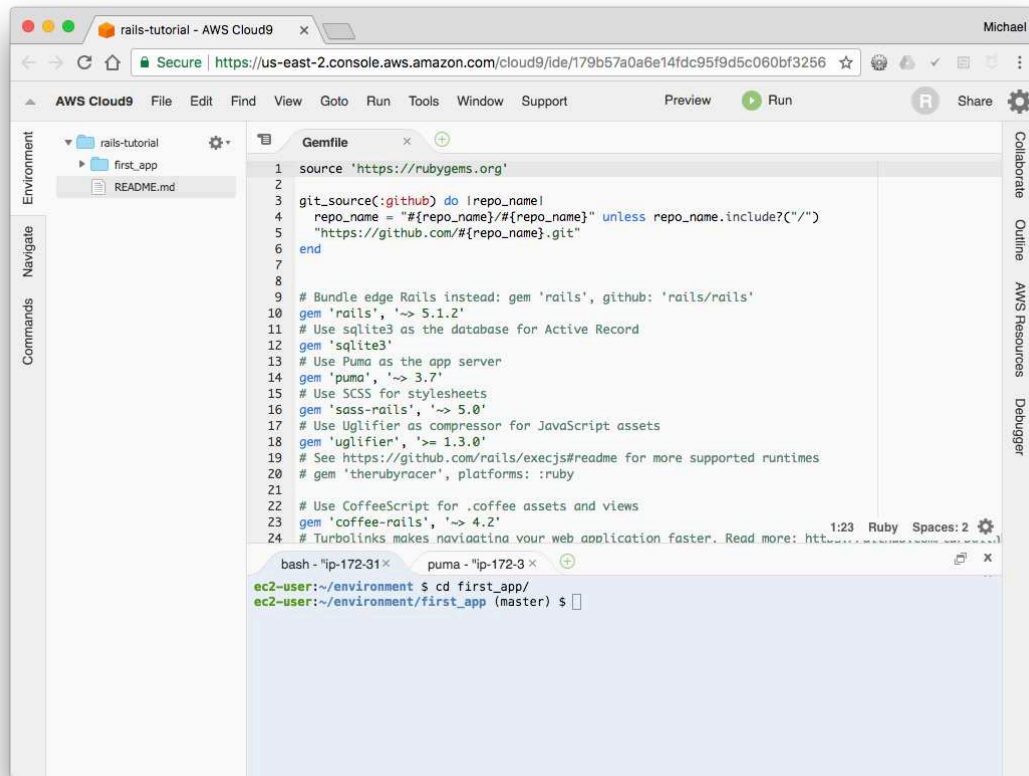 rails-tutorial - AWS Cloud9
Michael
Secure | https://us-east-2.console.aws.amazon.com/cloud9/ide/179b57a0a6e14fdc95f9d5c060bf3256
AWS Cloud9 File Edit Find View Goto Run Tools Window Support Preview Run R Share
Environment
Navigate
Commands
rails-tutorial
first_app
README.md
Gemfile
1 source 'https://rubygems.org'
2
3 git_source(:github) do |repo_name|
4 repo_name = "#{repo_name}/#{repo_name}" unless repo_name.include?("/")
5 "https://github.com/#{repo_name}.git"
6 end
7
8
9 # Bundle edge Rails instead: gem 'rails', github: 'rails/rails'
10 gem 'rails', '~> 5.1.2'
11 # Use sqlite3 as the database for Active Record
12 gem 'sqlite3'
13 # Use Puma as the app server
14 gem 'puma', '~> 3.7'
15 # Use SCSS for stylesheets
16 gem 'sass-rails', '~> 5.0'
17 # Use Uglifier as compressor for JavaScript assets
18 gem 'uglifier', '>= 1.3.0'
19 # See https://github.com/rails/execjs#readme for more supported runtimes
20 # gem 'therubyracer', platforms: :ruby
21
22 # Use CoffeeScript for .coffee assets and views
23 gem 'coffee-rails', '~> 4.2'
24 # Turbolinks makes navigating your web application faster. Read more:
1:23 Ruby Spaces: 2
Collaborate
Outline
AWS Resources
Debugger
bash - "ip-172-31
puma - "ip-172-3
ec2-user:~/environment $ cd first_app/
ec2-user:~/environment/first_app (master) $